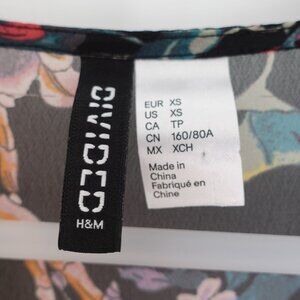 DIVIDED
H&M
EUR XS
US XS
CA TP
CN 160/80A
MX XCH
Made in
China
Fabriqué en
Chine